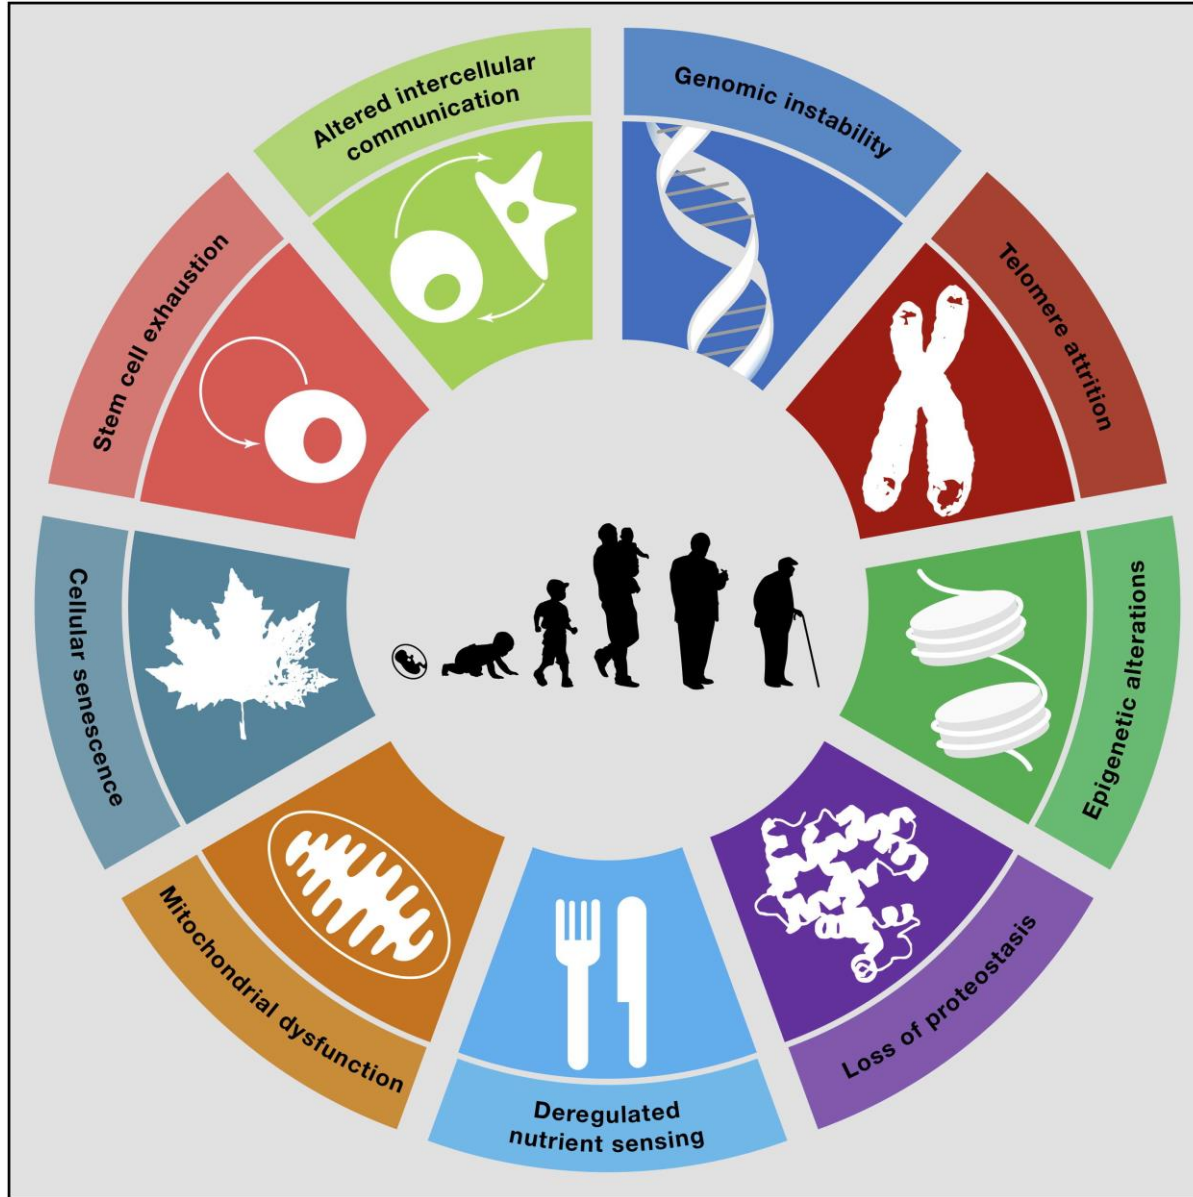 Genomic instability
Telomere attrition
Epigenetic alterations
Loss of proteostasis
Deregulated
nutrient sensing
Mitochondrial dysfunction
Cellular senescence
Stem cell exhaustion
Altered intercellular
communication